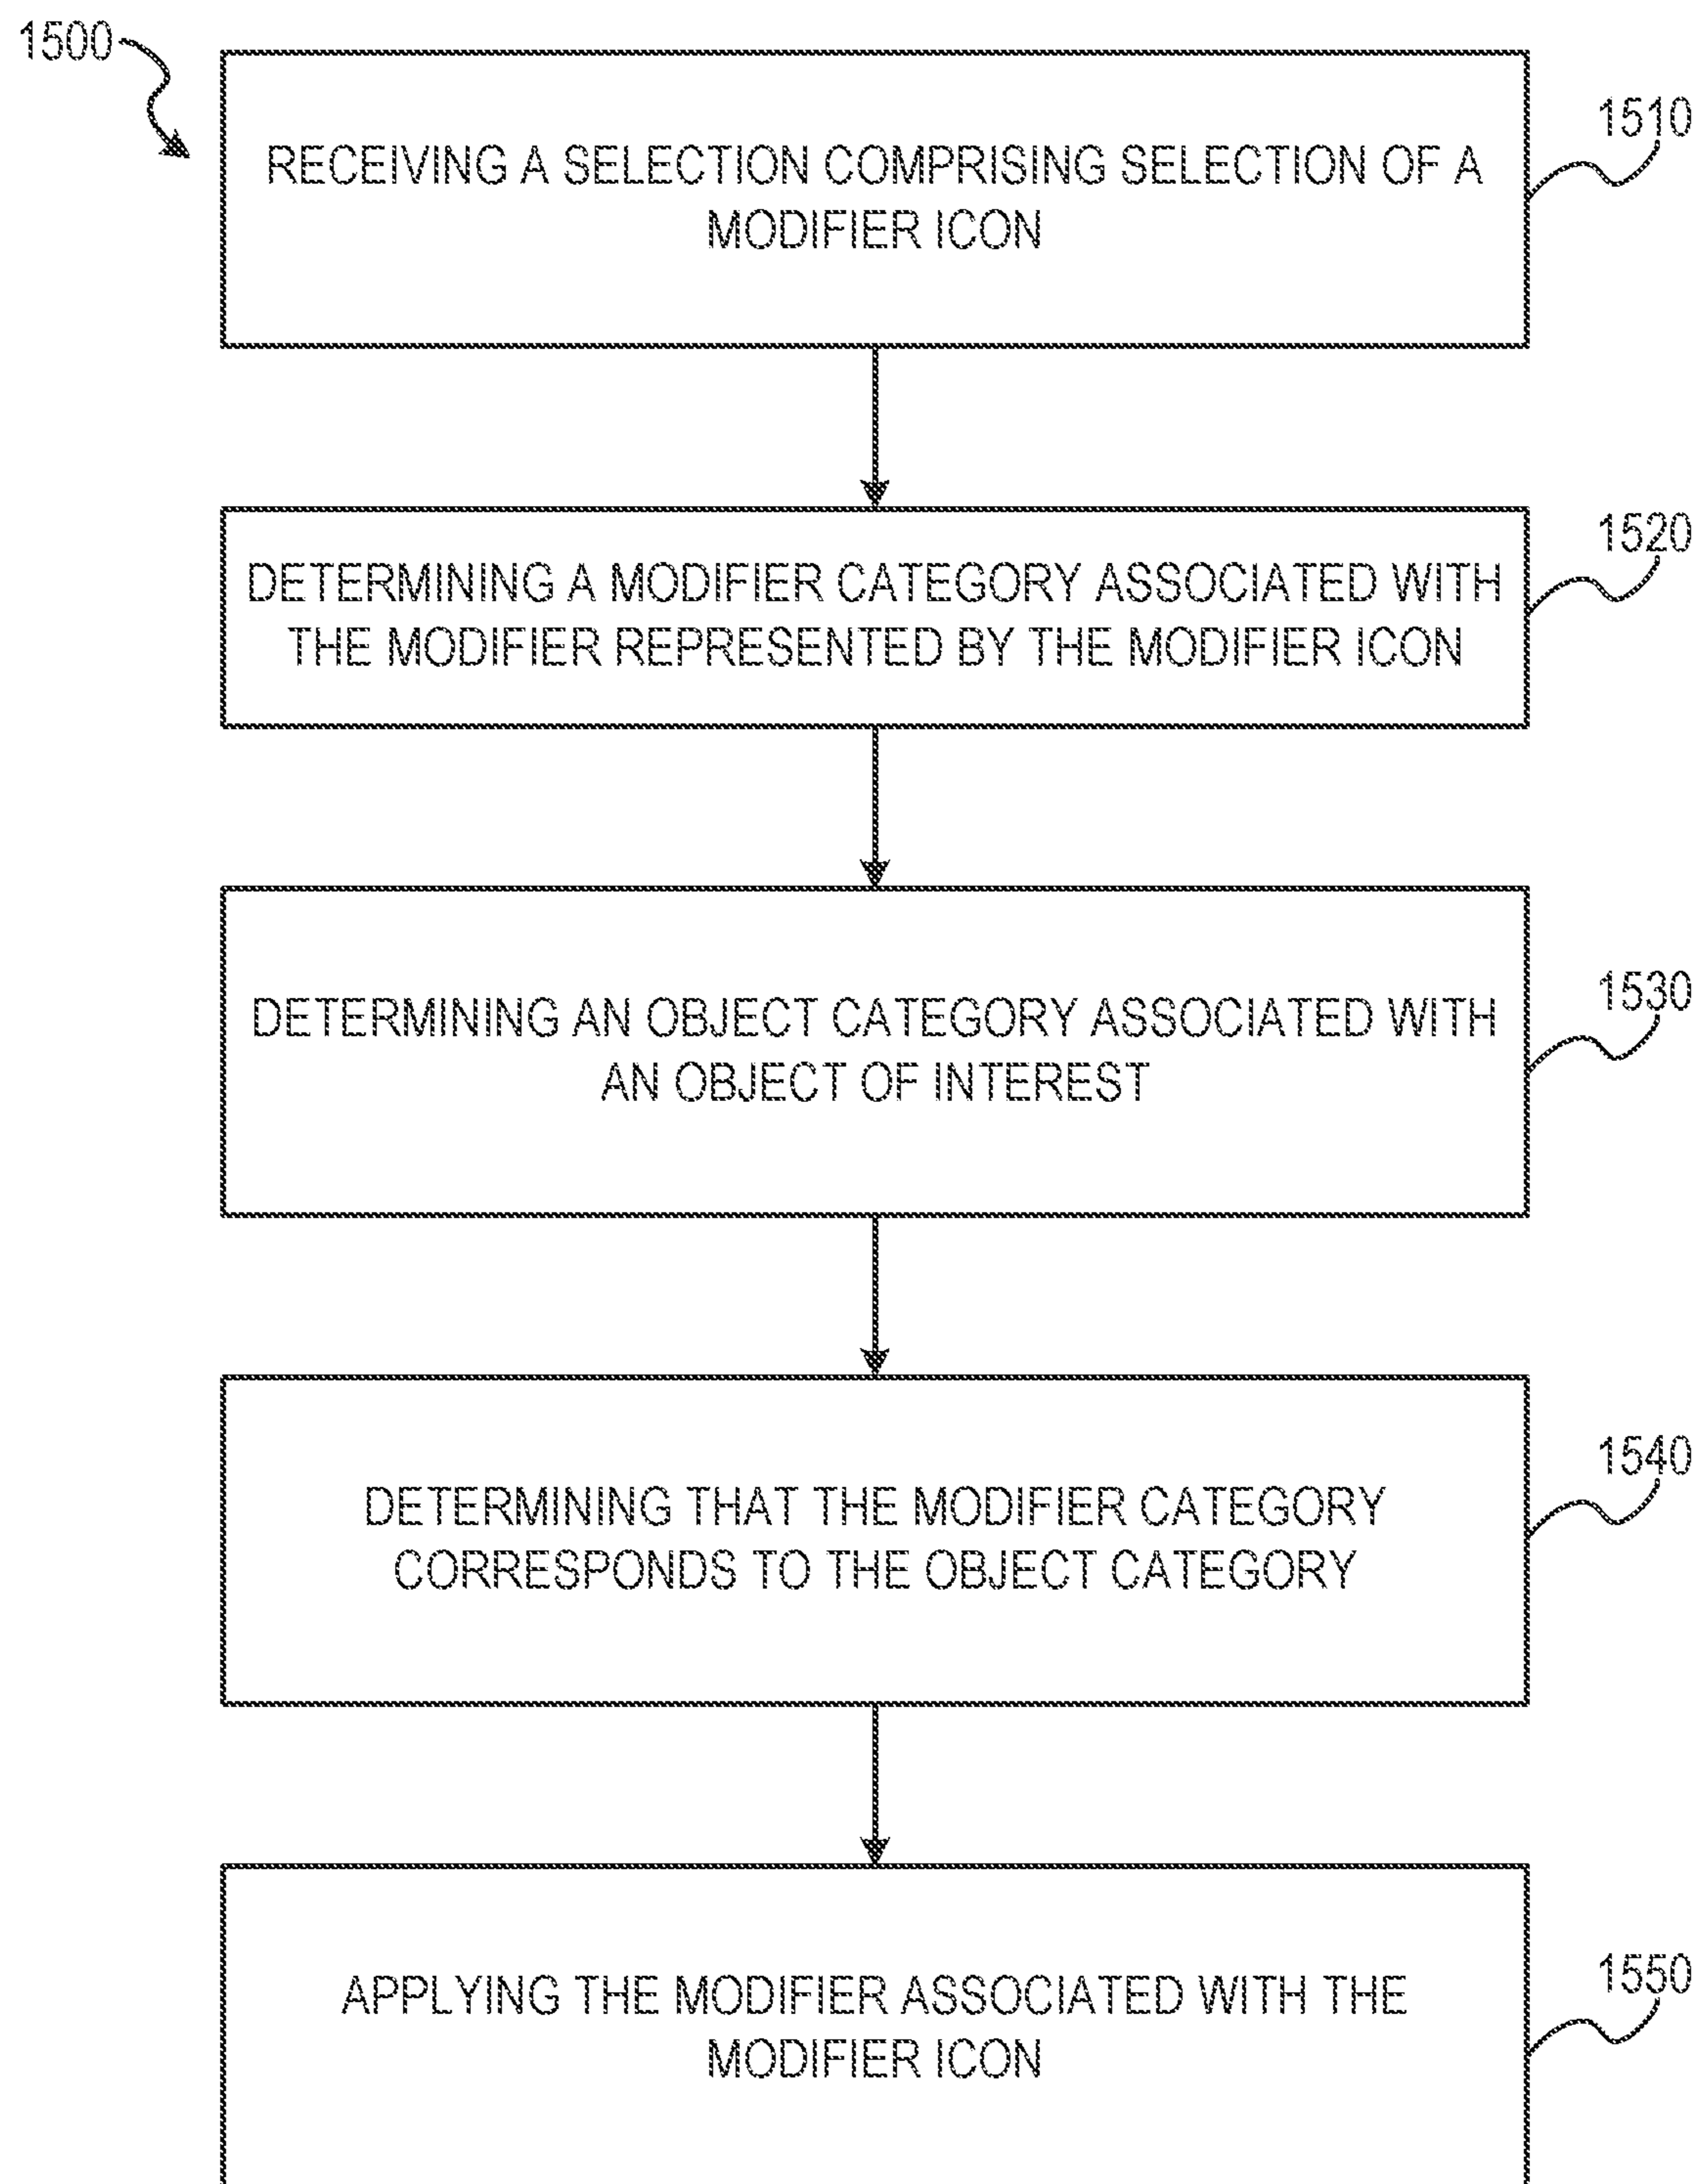 1500
1510
RECEIVING A SELECTION COMPRISING SELECTION OF A
MODIFIER ICON
1520
DETERMINING A MODIFIER CATEGORY ASSOCIATED WITH
THE MODIFIER REPRESENTED BY THE MODIFIER ICON
1530
DETERMINING AN OBJECT CATEGORY ASSOCIATED WITH
AN OBJECT OF INTEREST
1540
DETERMINING THAT THE MODIFIER CATEGORY
CORRESPONDS TO THE OBJECT CATEGORY
1550
APPLYING THE MODIFIER ASSOCIATED WITH THE
MODIFIER ICON